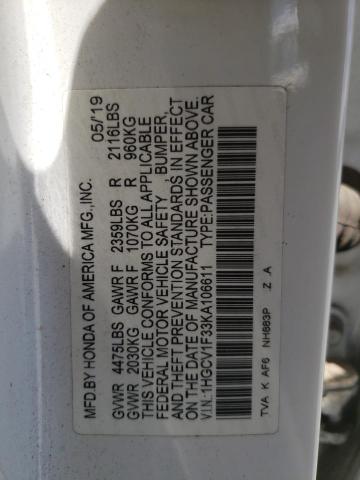 MFD.BY HONDA OF AMERICA MFG.,INC. 05/'19
GVWR 4475LBS GAWR F 2359LBS R 2116LBS
GVWR 2030KG GAWR F 1070KG R 960KG
THIS VEHICLE CONFORMS TO ALL APPLICABLE
FEDERAL MOTOR VEHICLE SAFETY , BUMPER,
AND THEFT PREVENTION STANDARDS IN EFFECT
ON THE DATE OF MANUFACTURE SHOWN ABOVE.
V.I.N.:1HGCV1F33KA106611 TYPE:PASSENGER CAR
TVA K AF6 NH883P Z A